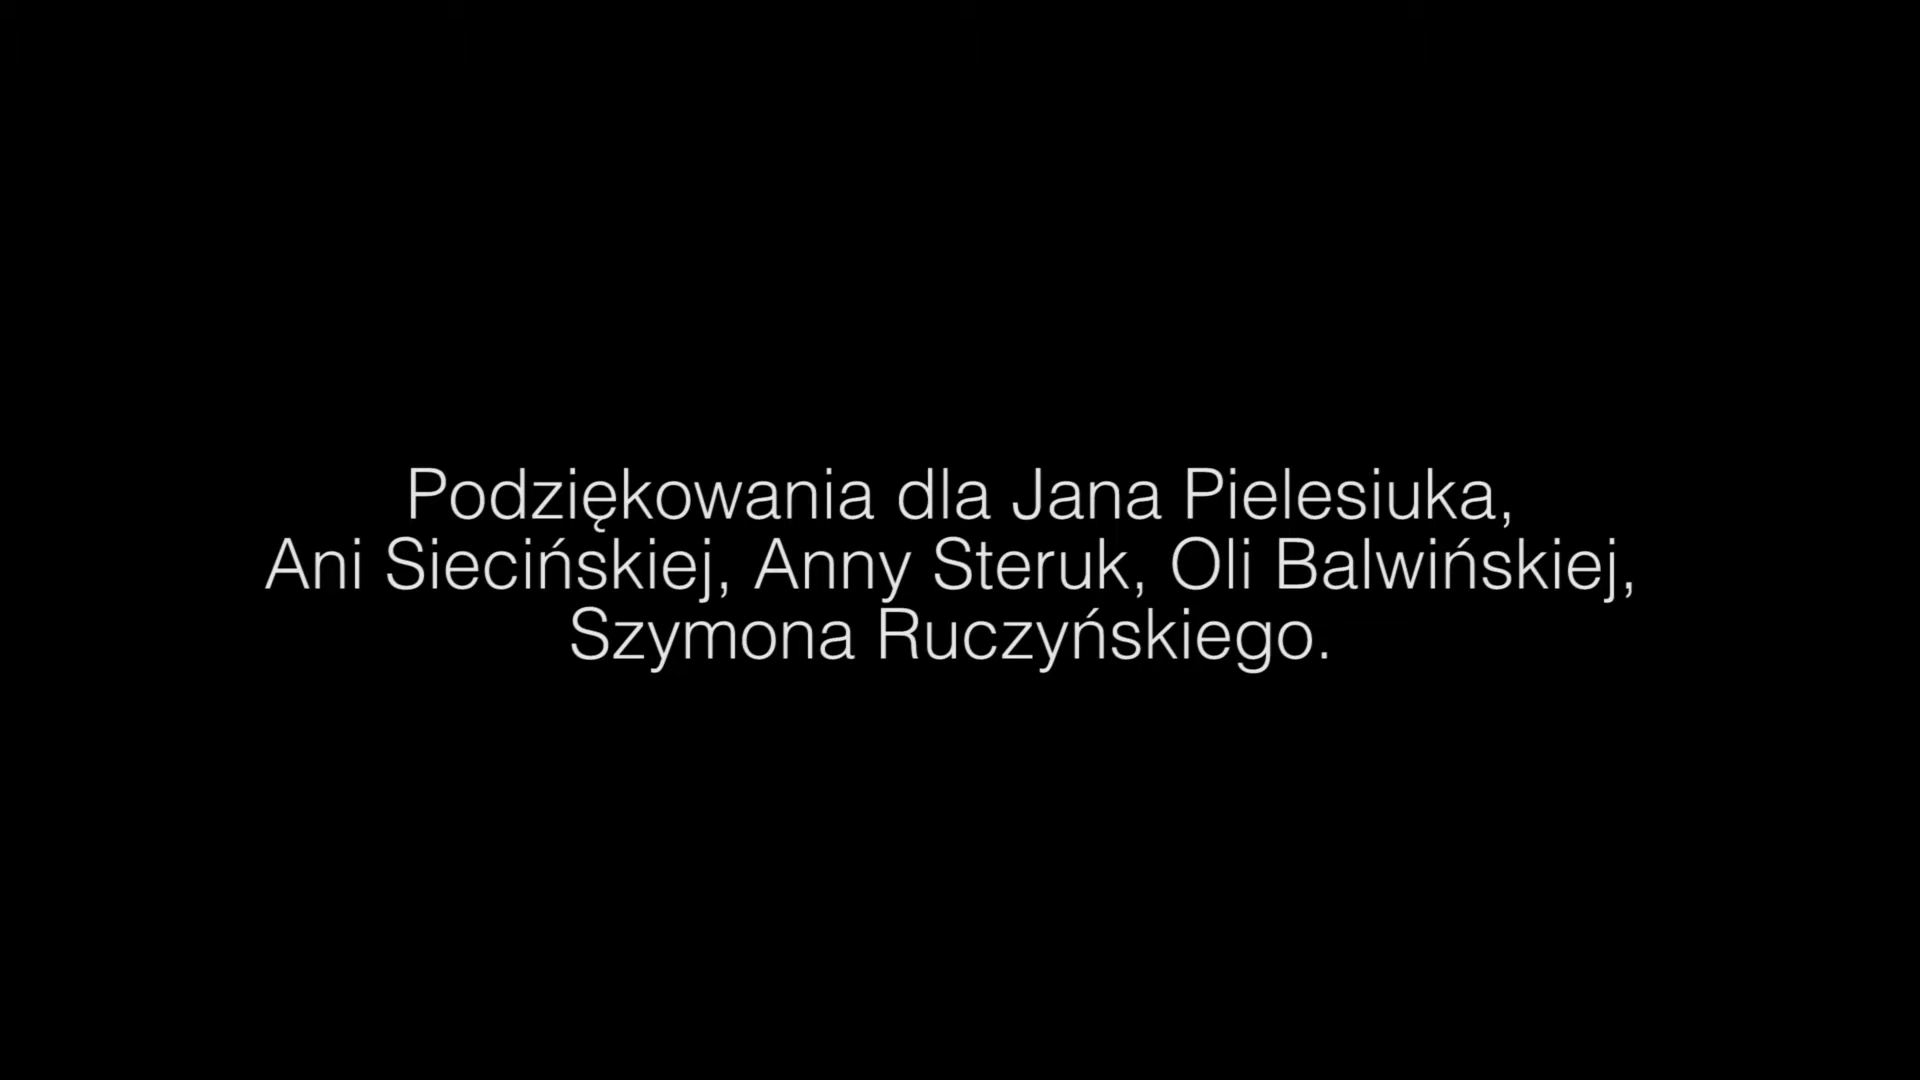 Podziękowania dla Jana Pielesiuka,
Ani Siecińskiej, Anny Steruk, Oli Balwińskiej,
Szymona Ruczyńskiego.